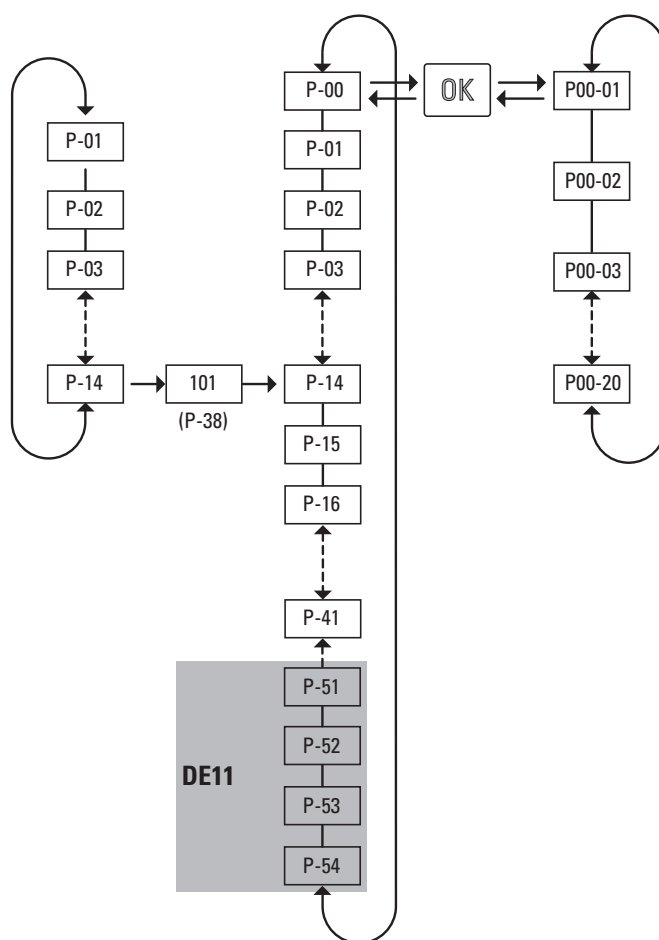 P-01
P-02
P-03
P-14
101
(P-38)
P-00
P-01
P-02
P-03
P-14
P-15
P-16
P-41
DE11
P-51
P-52
P-53
P-54
OK
P00-01
P00-02
P00-03
P00-20